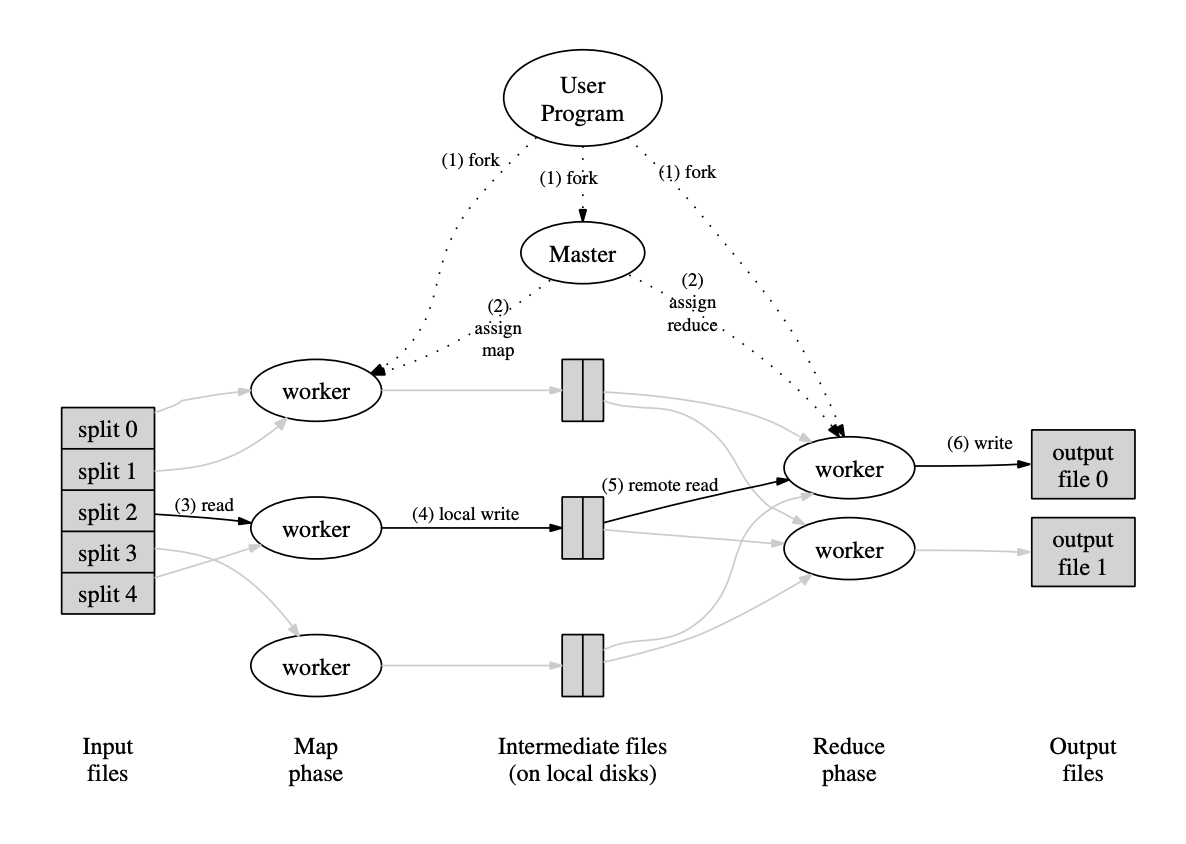 User
Program
(1) fork
(1) fork
(1) fork
Master
(2)
assign
map
(2)
assign
reduce
worker
split 0
split 1
split 2
split 3
split 4
(3) read
worker
(4) local write
(5) remote read
worker
(6) write
output
file 0
worker
output
file 1
worker
Input
files
Map
phase
Intermediate files
(on local disks)
Reduce
phase
Output
files